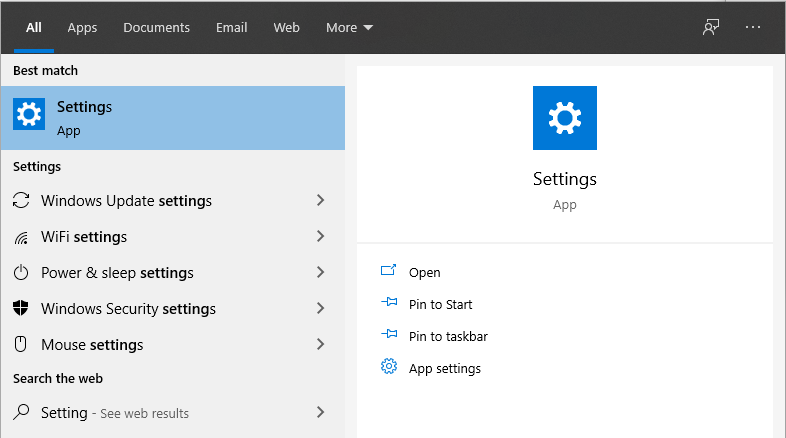 All Apps Documents Email Web More
Best match
Settings
App
Settings
Windows Update settings
WiFi settings
Power & sleep settings
Windows Security settings
Mouse settings
Search the web
Setting - See web results
Settings
App
Open
Pin to Start
Pin to taskbar
App settings